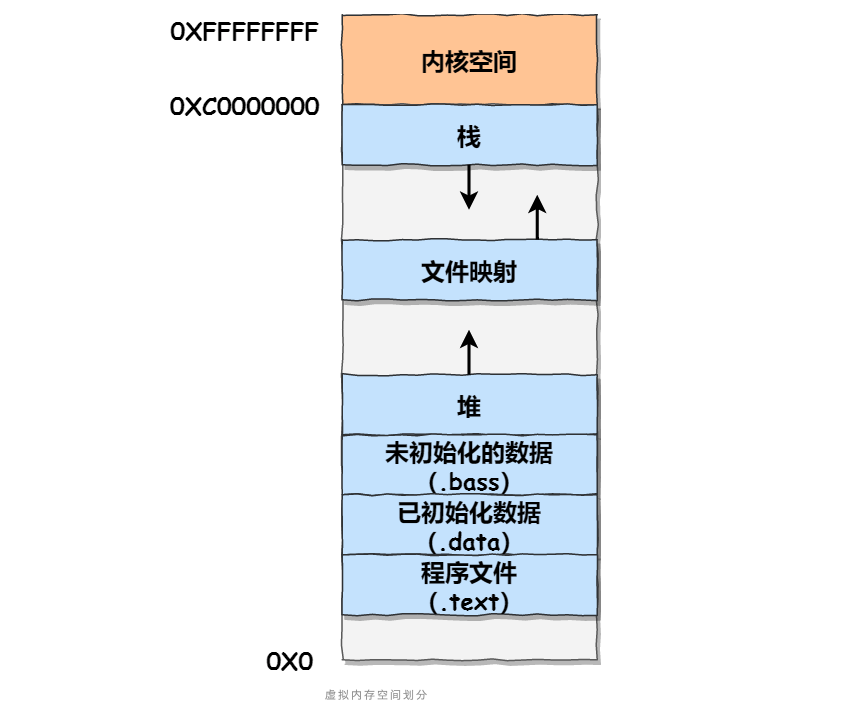 0XFFFFFFFF
内核空间
0XC0000000
栈
文件映射
堆
未初始化的数据
(.bass)
已初始化数据
(.data)
程序文件
(.text)
0X0
虚拟内存空间划分